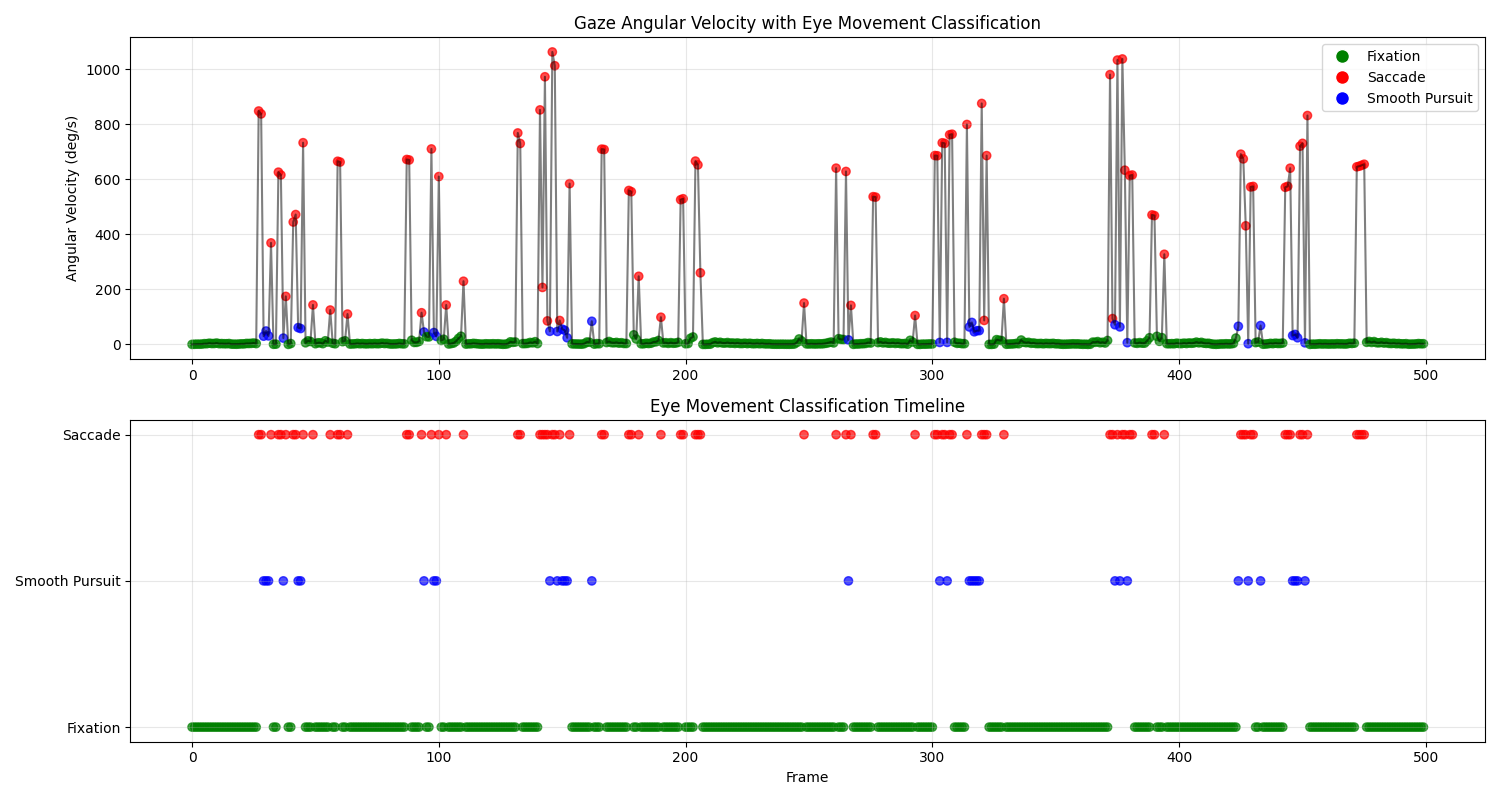 Gaze Angular Velocity with Eye Movement Classification
Angular Velocity (deg/s)
1000
800
600
400
200
0
Fixation
Saccade
Smooth Pursuit
0 100 200 300 400 500
Eye Movement Classification Timeline
Saccade
Smooth Pursuit
Fixation
0 100 200 300 400 500
Frame